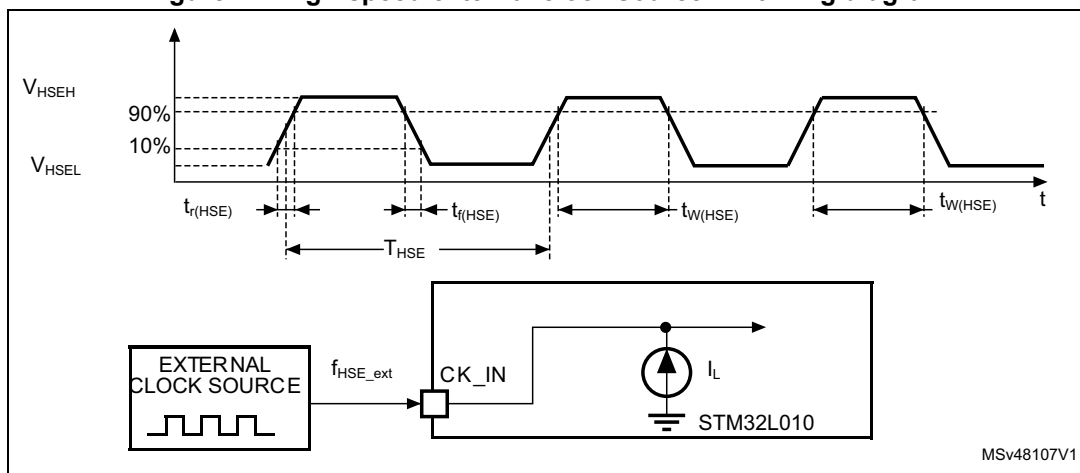 V_HSEH
90%
10%
V_HSEL
t_r(HSE)
t_f(HSE)
t_W(HSE)
t_W(HSE)
t
T_HSE
EXTERNAL
CLOCK SOURCE
f_HSE_ext
CK_IN
I_L
STM32L010
MSv48107V1